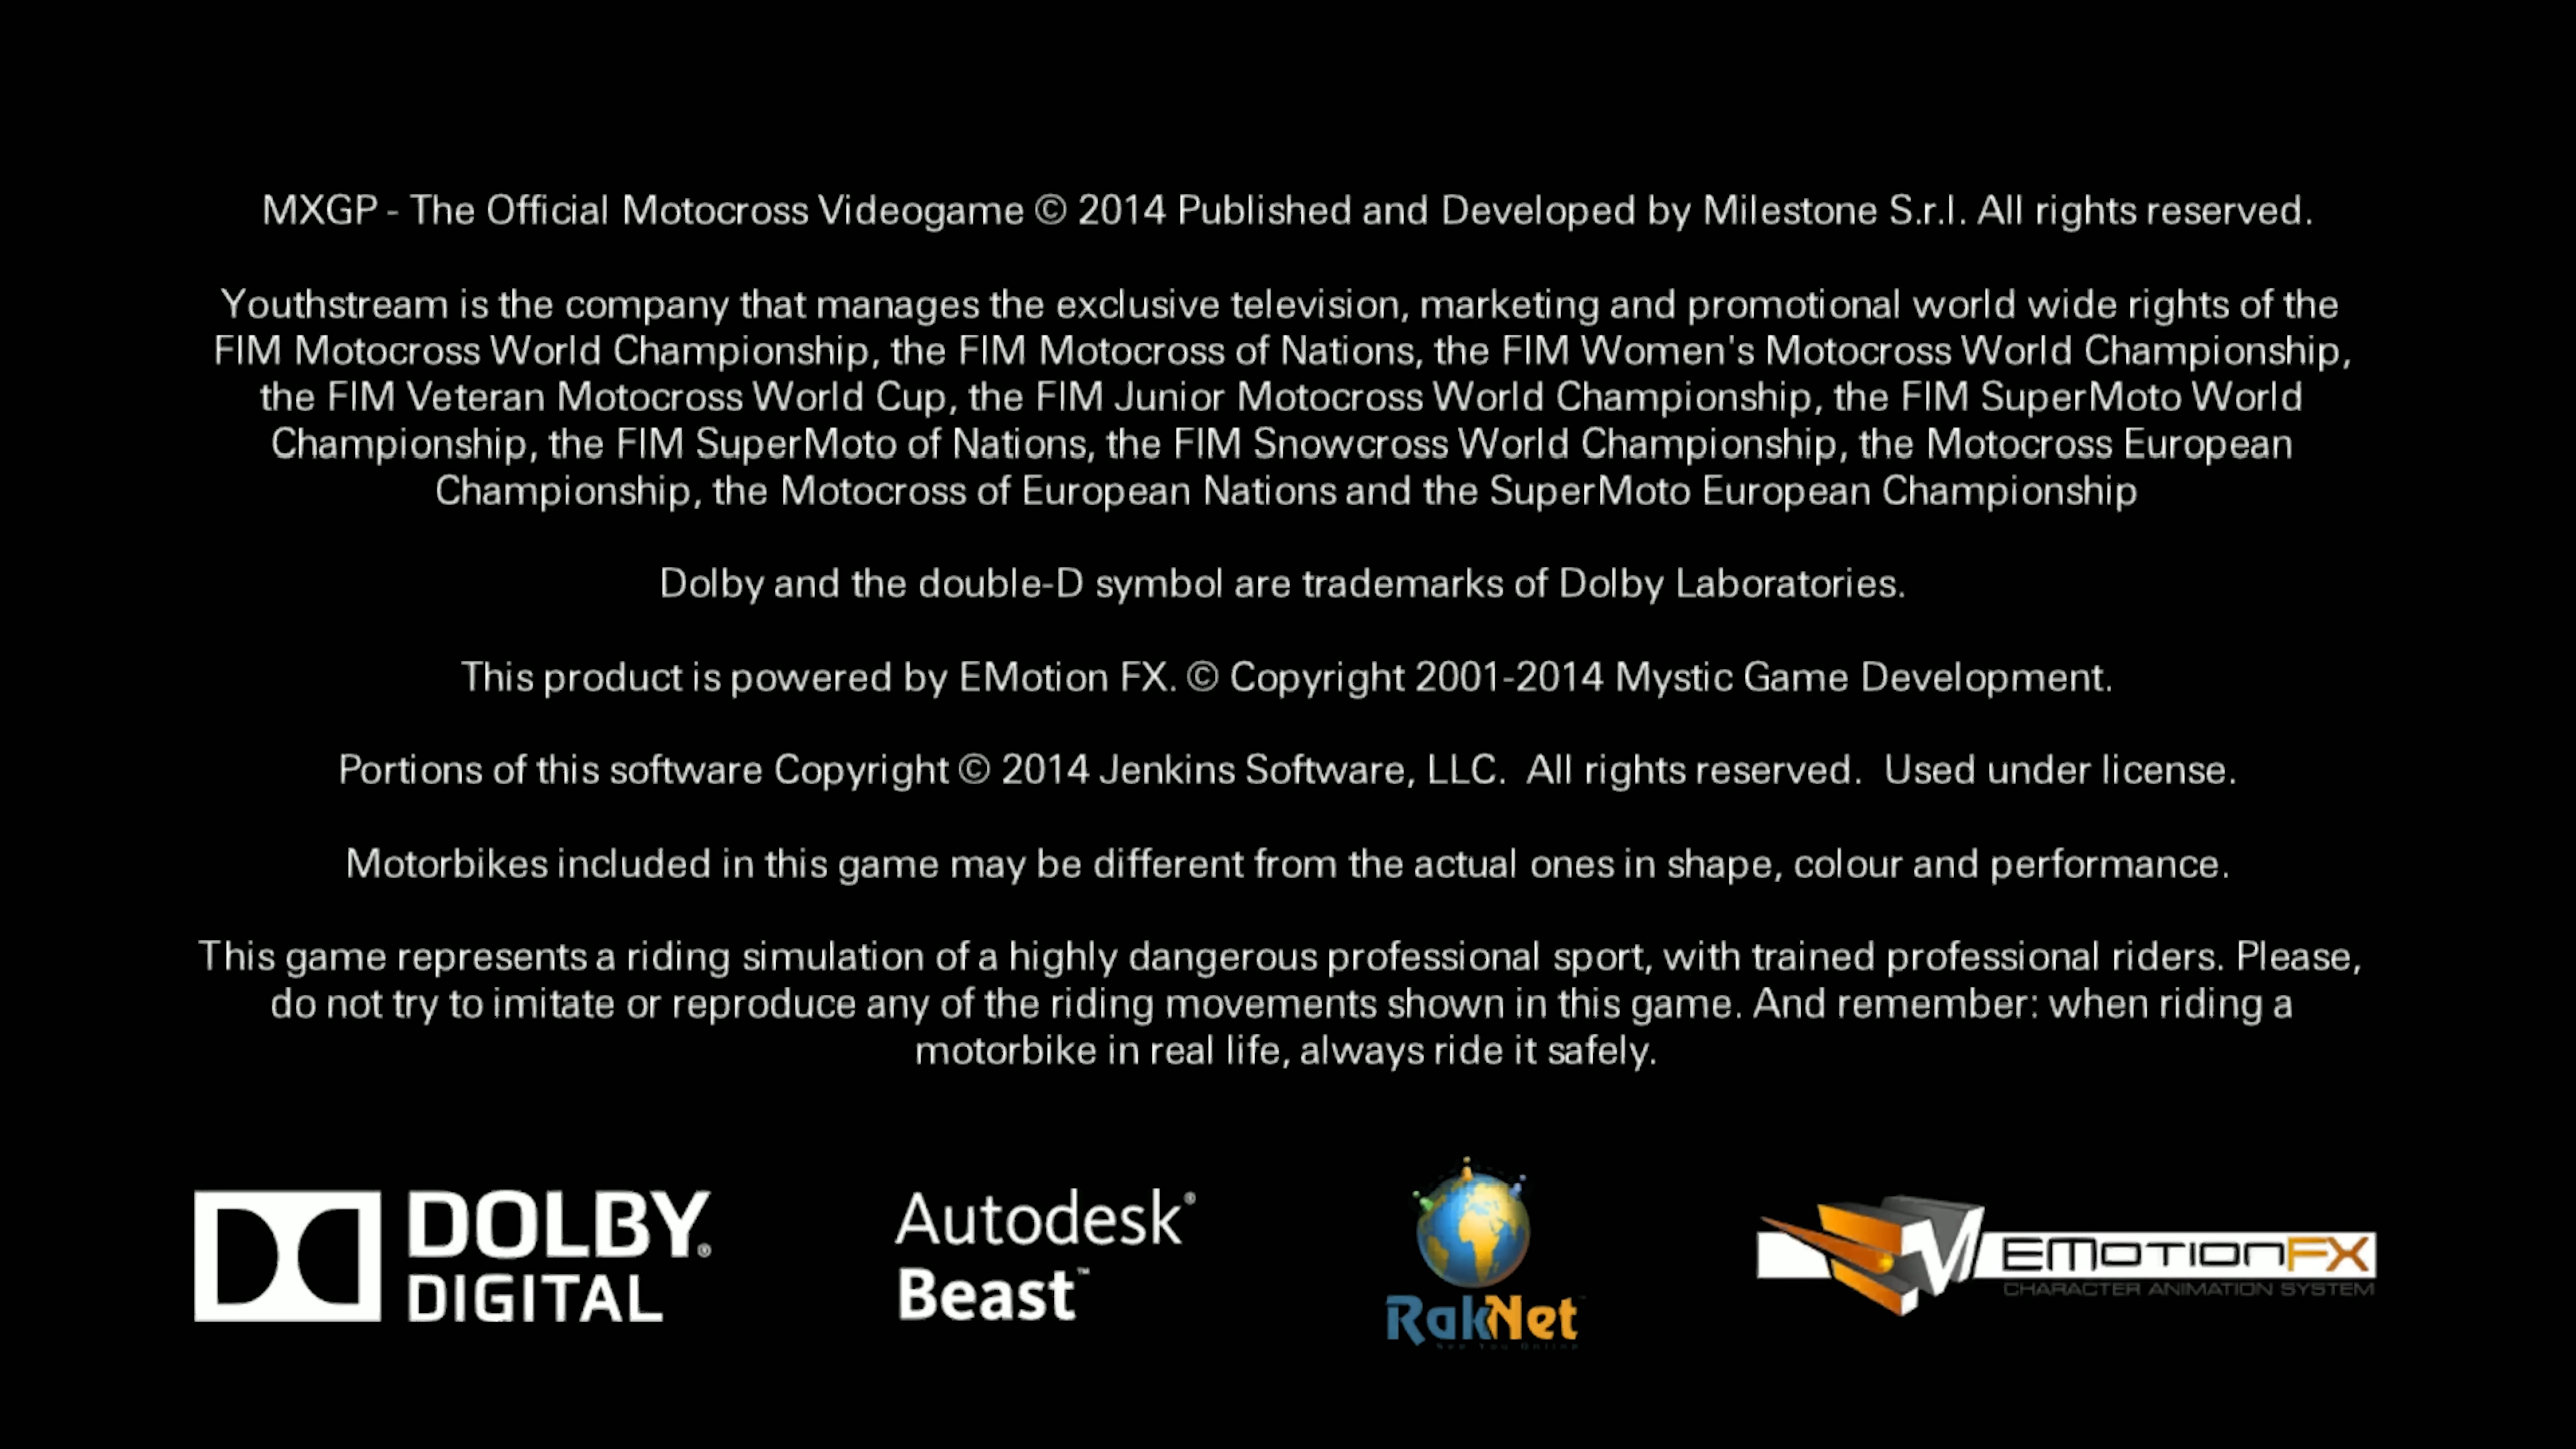 MXGP - The Official Motocross Videogame © 2014 Published and Developed by Milestone S.r.l. All rights reserved.
Youthstream is the company that manages the exclusive television, marketing and promotional world wide rights of the
FIM Motocross World Championship, the FIM Motocross of Nations, the FIM Women's Motocross World Championship,
the FIM Veteran Motocross World Cup, the FIM Junior Motocross World Championship, the FIM SuperMoto World
Championship, the FIM SuperMoto of Nations, the FIM Snowcross World Championship, the Motocross European
Championship, the Motocross of European Nations and the SuperMoto European Championship
Dolby and the double-D symbol are trademarks of Dolby Laboratories.
This product is powered by EMotion FX. © Copyright 2001-2014 Mystic Game Development.
Portions of this software Copyright © 2014 Jenkins Software, LLC.  All rights reserved.  Used under license.
Motorbikes included in this game may be different from the actual ones in shape, colour and performance.
This game represents a riding simulation of a highly dangerous professional sport, with trained professional riders. Please,
do not try to imitate or reproduce any of the riding movements shown in this game. And remember: when riding a
motorbike in real life, always ride it safely.
DOLBY®
DIGITAL
Autodesk®
Beast™
RakNet
EMOTIONFX
CHARACTER ANIMATION SYSTEM